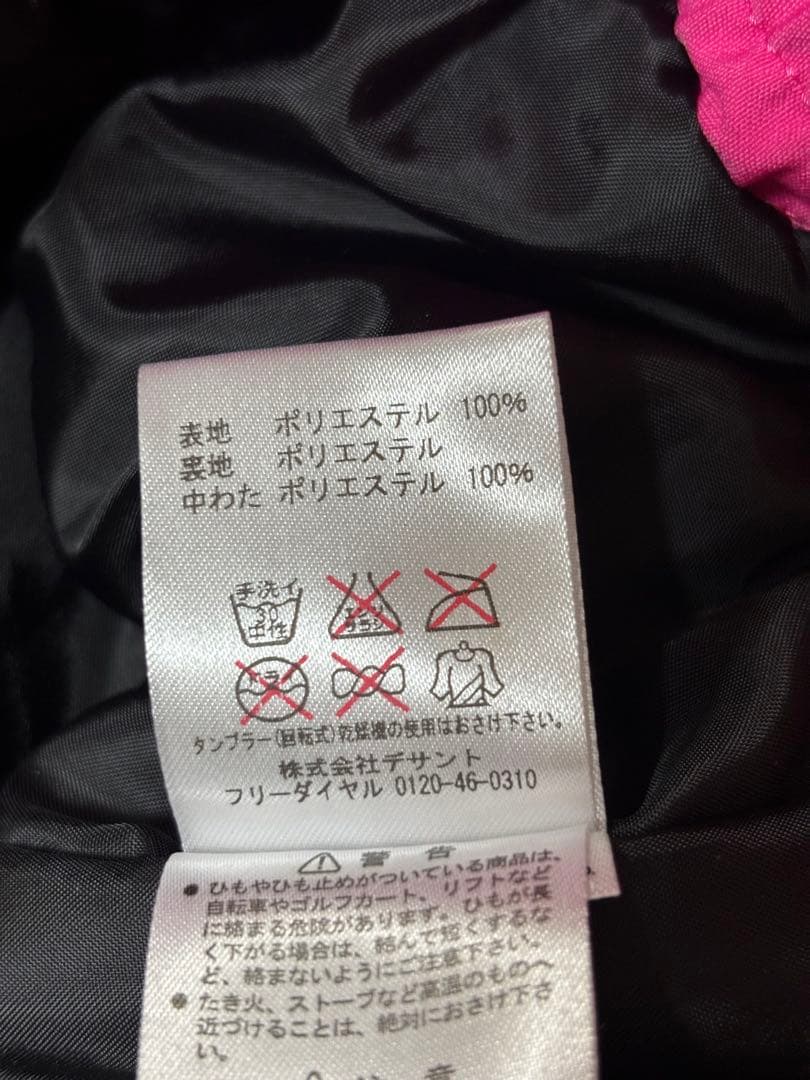 表地 ポリエステル 100%
裏地 ポリエステル
中わた ポリエステル 100%
手洗イ
30
中性
エンソ
サラシ
ドライ
タンブラー(回転式)乾燥機の使用はおさけ下さい。
株式会社デサント
フリーダイヤル 0120-46-0310
警 告
● ひもやひも止めがついている商品は、
自転車やゴルフカート、リフトなど
に絡まる危険があります。ひもが長
く下がる場合は、結んで短くするな
ど、絡まないようにご注意下さい。
● たき火、ストーブなど高温のものへ
近づけることは、絶対におさけ下さ
い。